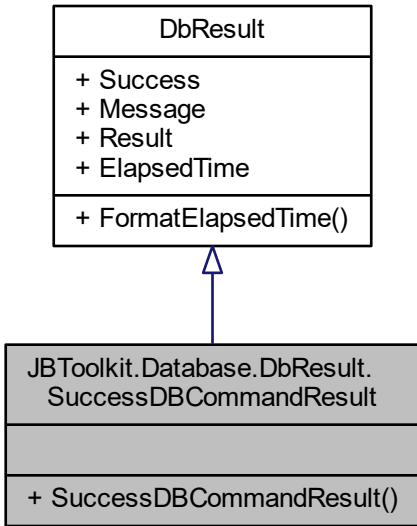 DbResult
+ Success
+ Message
+ Result
+ ElapsedTime
+ FormatElapsedTime()
JBToolkit.Database.DbResult.
SuccessDBCommandResult
+ SuccessDBCommandResult()